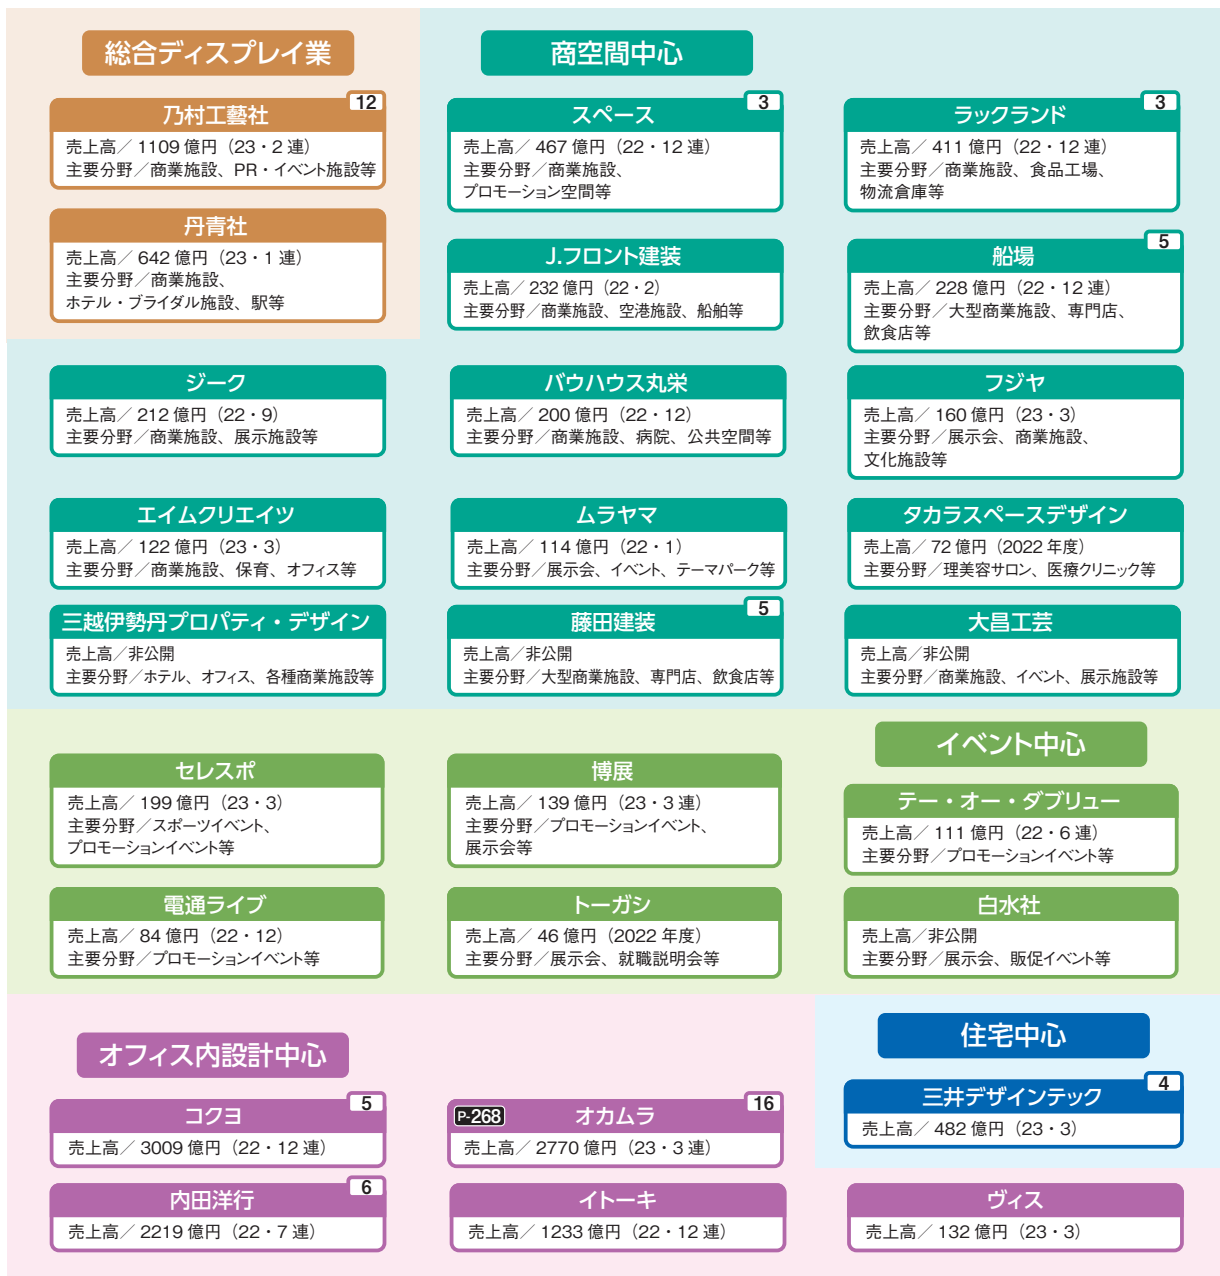 総合ディスプレイ業
乃村工藝社
12
売上高／1109億円（23・2連）
主要分野／商業施設、PR・イベント施設等
丹青社
売上高／642億円（23・1連）
主要分野／商業施設、
ホテル・ブライダル施設、駅等
商空間中心
スペース
3
売上高／467億円（22・12連）
主要分野／商業施設、
プロモーション空間等
ラックランド
3
売上高／411億円（22・12連）
主要分野／商業施設、食品工場、
物流倉庫等
J.フロント建装
売上高／232億円（22・2）
主要分野／商業施設、空港施設、船舶等
船場
5
売上高／228億円（22・12連）
主要分野／大型商業施設、専門店、
飲食店等
ジーク
売上高／212億円（22・9）
主要分野／商業施設、展示施設等
バウハウス丸栄
売上高／200億円（22・12）
主要分野／商業施設、病院、公共空間等
フジヤ
売上高／160億円（23・3）
主要分野／展示会、商業施設、
文化施設等
エイムクリエイツ
売上高／122億円（23・3）
主要分野／商業施設、保育、オフィス等
ムラヤマ
売上高／114億円（22・1）
主要分野／展示会、イベント、テーマパーク等
タカラスペースデザイン
売上高／72億円（2022年度）
主要分野／理美容サロン、医療クリニック等
三越伊勢丹プロパティ・デザイン
売上高／非公開
主要分野／ホテル、オフィス、各種商業施設等
藤田建装
5
売上高／非公開
主要分野／大型商業施設、専門店、飲食店等
大昌工芸
売上高／非公開
主要分野／商業施設、イベント、展示施設等
イベント中心
セレスポ
売上高／199億円（23・3）
主要分野／スポーツイベント、
プロモーションイベント等
博展
売上高／139億円（23・3連）
主要分野／プロモーションイベント、
展示会等
テー・オー・ダブリュー
売上高／111億円（22・6連）
主要分野／プロモーションイベント等
電通ライブ
売上高／84億円（22・12）
主要分野／プロモーションイベント等
トーガシ
売上高／46億円（2022年度）
主要分野／展示会、就職説明会等
白水社
売上高／非公開
主要分野／展示会、販促イベント等
オフィス内設計中心
コクヨ
5
売上高／3009億円（22・12連）
P-268
オカムラ
16
売上高／2770億円（23・3連）
住宅中心
三井デザインテック
4
売上高／482億円（23・3）
内田洋行
6
売上高／2219億円（22・7連）
イトーキ
売上高／1233億円（22・12連）
ヴィス
売上高／132億円（23・3）